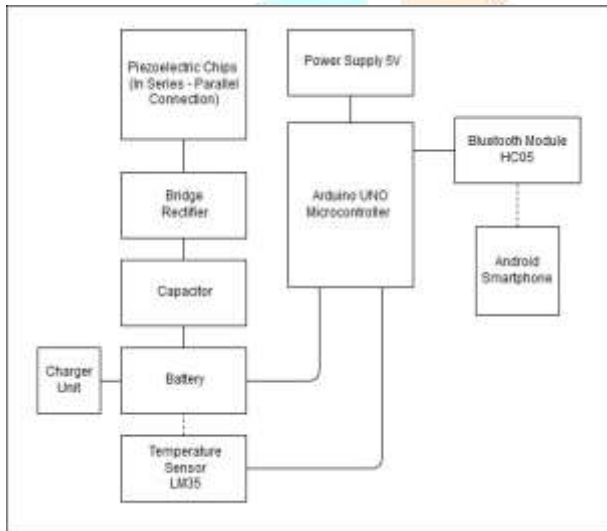 Piezoelectric Chips
(In Series - Parallel
Connection)
Power Supply 5V
Bluetooth Module
HC05
Bridge
Rectifier
Arduino UNO
Microcontroller
Android
Smartphone
Capacitor
Charger
Unit
Battery
Temperature
Sensor
LM35